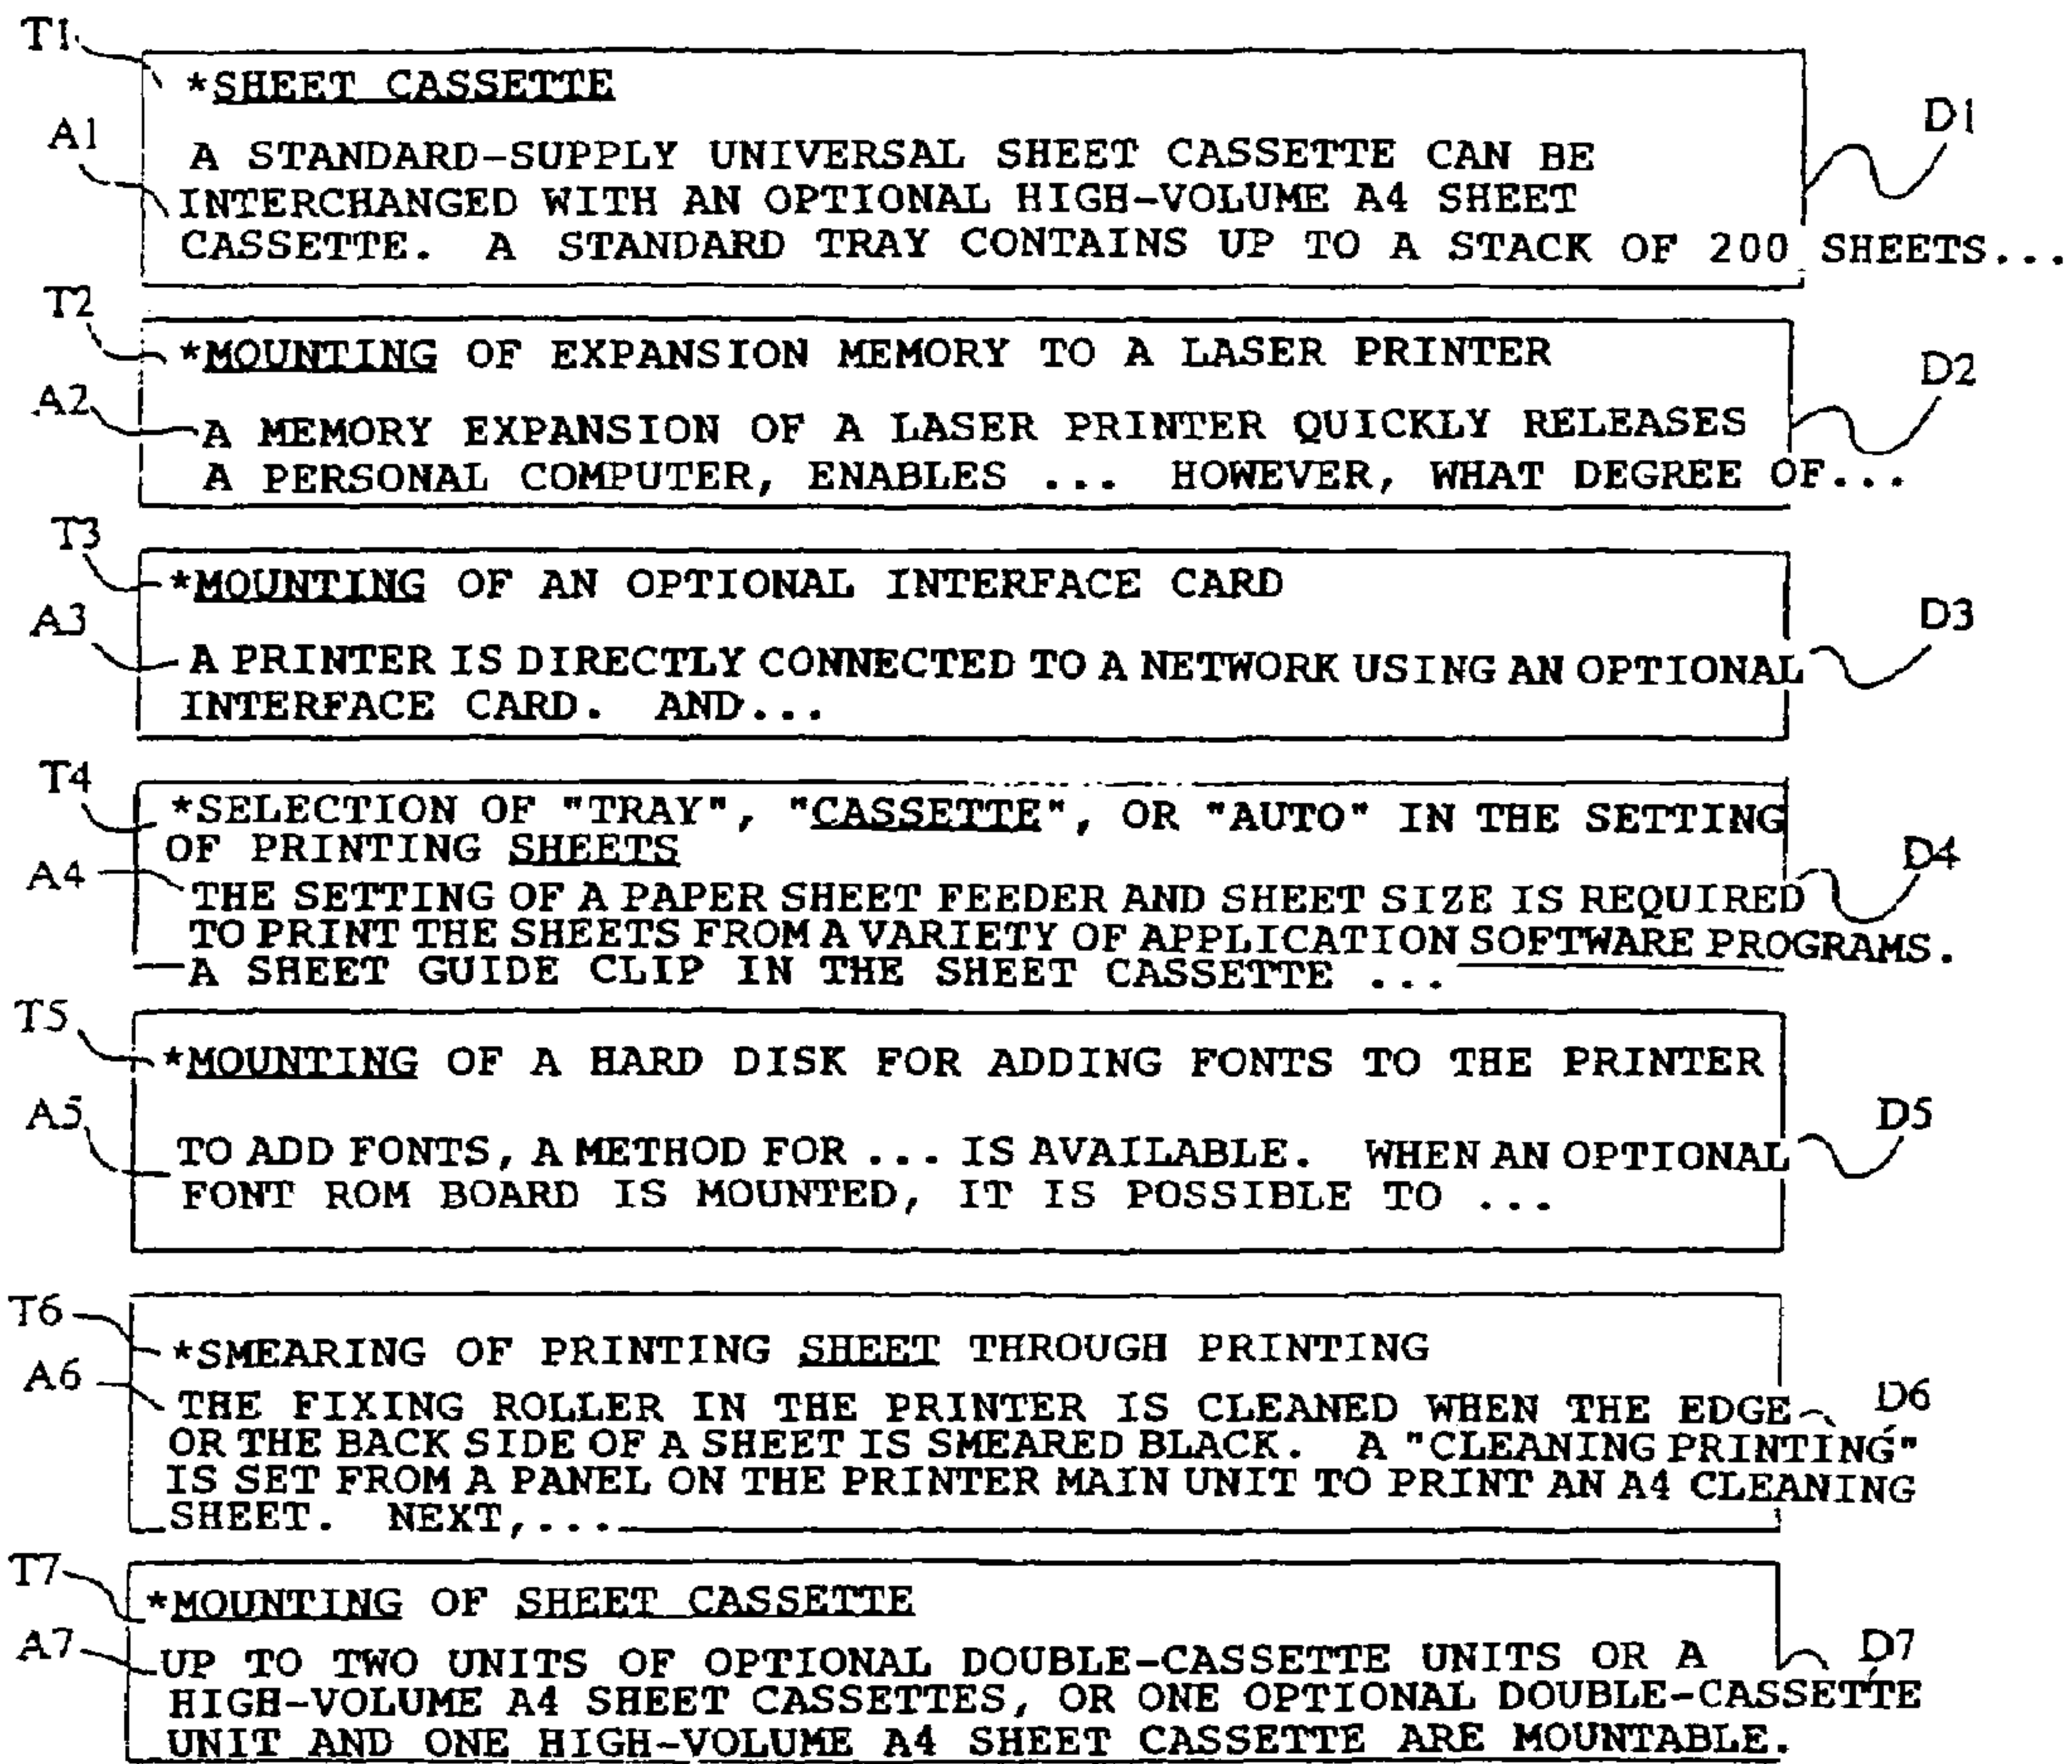 T1
*SHEET CASSETTE
A1
D1
A STANDARD-SUPPLY UNIVERSAL SHEET CASSETTE CAN BE
INTERCHANGED WITH AN OPTIONAL HIGH-VOLUME A4 SHEET
CASSETTE. A STANDARD TRAY CONTAINS UP TO A STACK OF 200 SHEETS...
T2
*MOUNTING OF EXPANSION MEMORY TO A LASER PRINTER
D2
A2
A MEMORY EXPANSION OF A LASER PRINTER QUICKLY RELEASES
A PERSONAL COMPUTER, ENABLES ... HOWEVER, WHAT DEGREE OF...
T3
*MOUNTING OF AN OPTIONAL INTERFACE CARD
A3
D3
A PRINTER IS DIRECTLY CONNECTED TO A NETWORK USING AN OPTIONAL
INTERFACE CARD. AND...
T4
*SELECTION OF "TRAY", "CASSETTE", OR "AUTO" IN THE SETTING
OF PRINTING SHEETS
D4
A4
THE SETTING OF A PAPER SHEET FEEDER AND SHEET SIZE IS REQUIRED
TO PRINT THE SHEETS FROM A VARIETY OF APPLICATION SOFTWARE PROGRAMS.
A SHEET GUIDE CLIP IN THE SHEET CASSETTE ...
T5
*MOUNTING OF A HARD DISK FOR ADDING FONTS TO THE PRINTER
A5
D5
TO ADD FONTS, A METHOD FOR ... IS AVAILABLE. WHEN AN OPTIONAL
FONT ROM BOARD IS MOUNTED, IT IS POSSIBLE TO ...
T6
*SMEARING OF PRINTING SHEET THROUGH PRINTING
A6
D6
THE FIXING ROLLER IN THE PRINTER IS CLEANED WHEN THE EDGE
OR THE BACK SIDE OF A SHEET IS SMEARED BLACK. A "CLEANING PRINTING"
IS SET FROM A PANEL ON THE PRINTER MAIN UNIT TO PRINT AN A4 CLEANING
SHEET. NEXT,...
T7
*MOUNTING OF SHEET CASSETTE
A7
D7
UP TO TWO UNITS OF OPTIONAL DOUBLE-CASSETTE UNITS OR A
HIGH-VOLUME A4 SHEET CASSETTES, OR ONE OPTIONAL DOUBLE-CASSETTE
UNIT AND ONE HIGH-VOLUME A4 SHEET CASSETTE ARE MOUNTABLE.